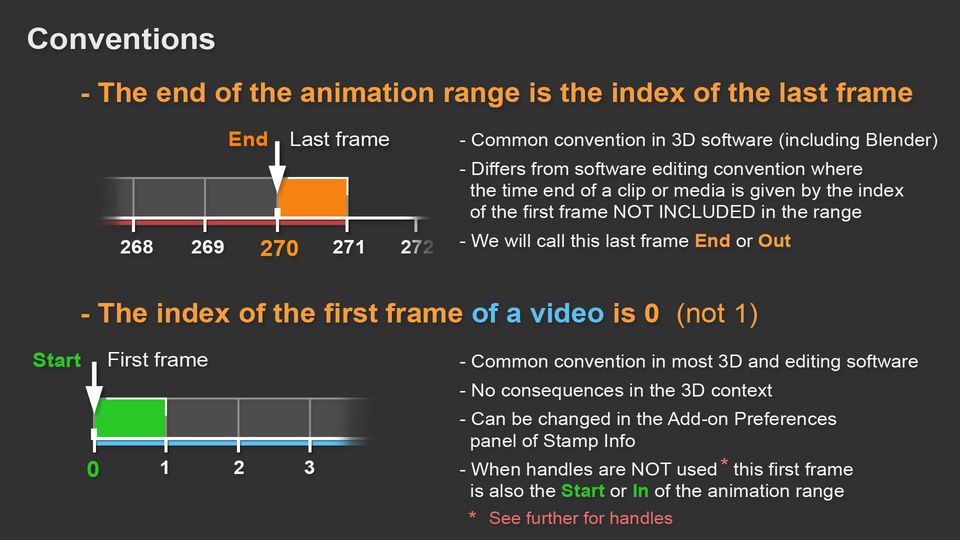 Conventions
- The end of the animation range is the index of the last frame
End Last frame
268 269 270 271 272
- Common convention in 3D software (including Blender)
- Differs from software editing convention where
the time end of a clip or media is given by the index
of the first frame NOT INCLUDED in the range
- We will call this last frame End or Out
- The index of the first frame of a video is 0 (not 1)
Start First frame
0 1 2 3
- Common convention in most 3D and editing software
- No consequences in the 3D context
- Can be changed in the Add-on Preferences
panel of Stamp Info
- When handles are NOT used * this first frame
is also the Start or In of the animation range
* See further for handles